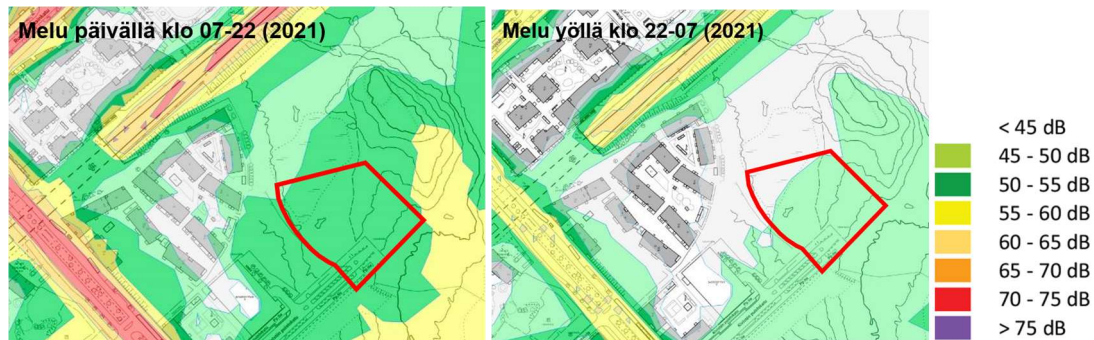 Melu päivällä klo 07-22 (2021)
Melu yöllä klo 22-07 (2021)
< 45 dB
45 - 50 dB
50 - 55 dB
55 - 60 dB
60 - 65 dB
65 - 70 dB
70 - 75 dB
> 75 dB